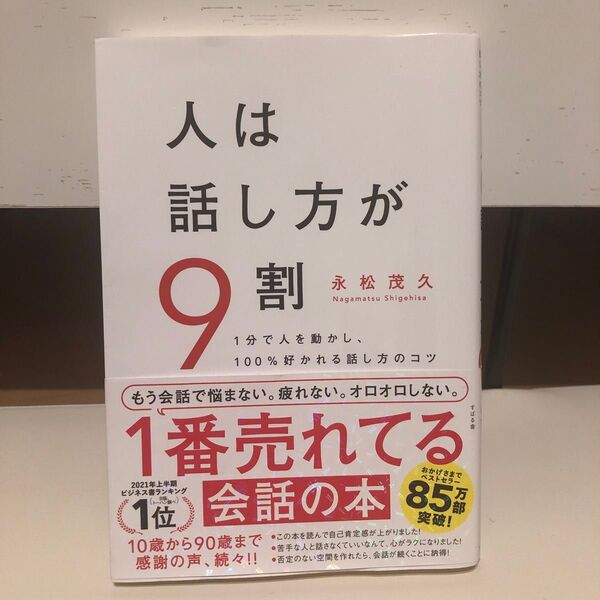 人は
話し方が
9割
永松茂久
Nagamatsu Shigehisa
1分で人を動かし、
100%好かれる話し方のコツ
すばる舎
もう会話で悩まない。疲れない。オロオロしない。
1番売れてる
会話の本
2021年上半期
ビジネス書ランキング
1位
おかげさまで
ベストセラー
85万部
突破!
10歳から90歳まで
感謝の声、続々!!
●この本を読んで自己肯定感が上がりました!
●苦手な人と話さなくていいなんて、心がラクになりました!
●否定のない空間を作れたら、会話が続くことに納得!